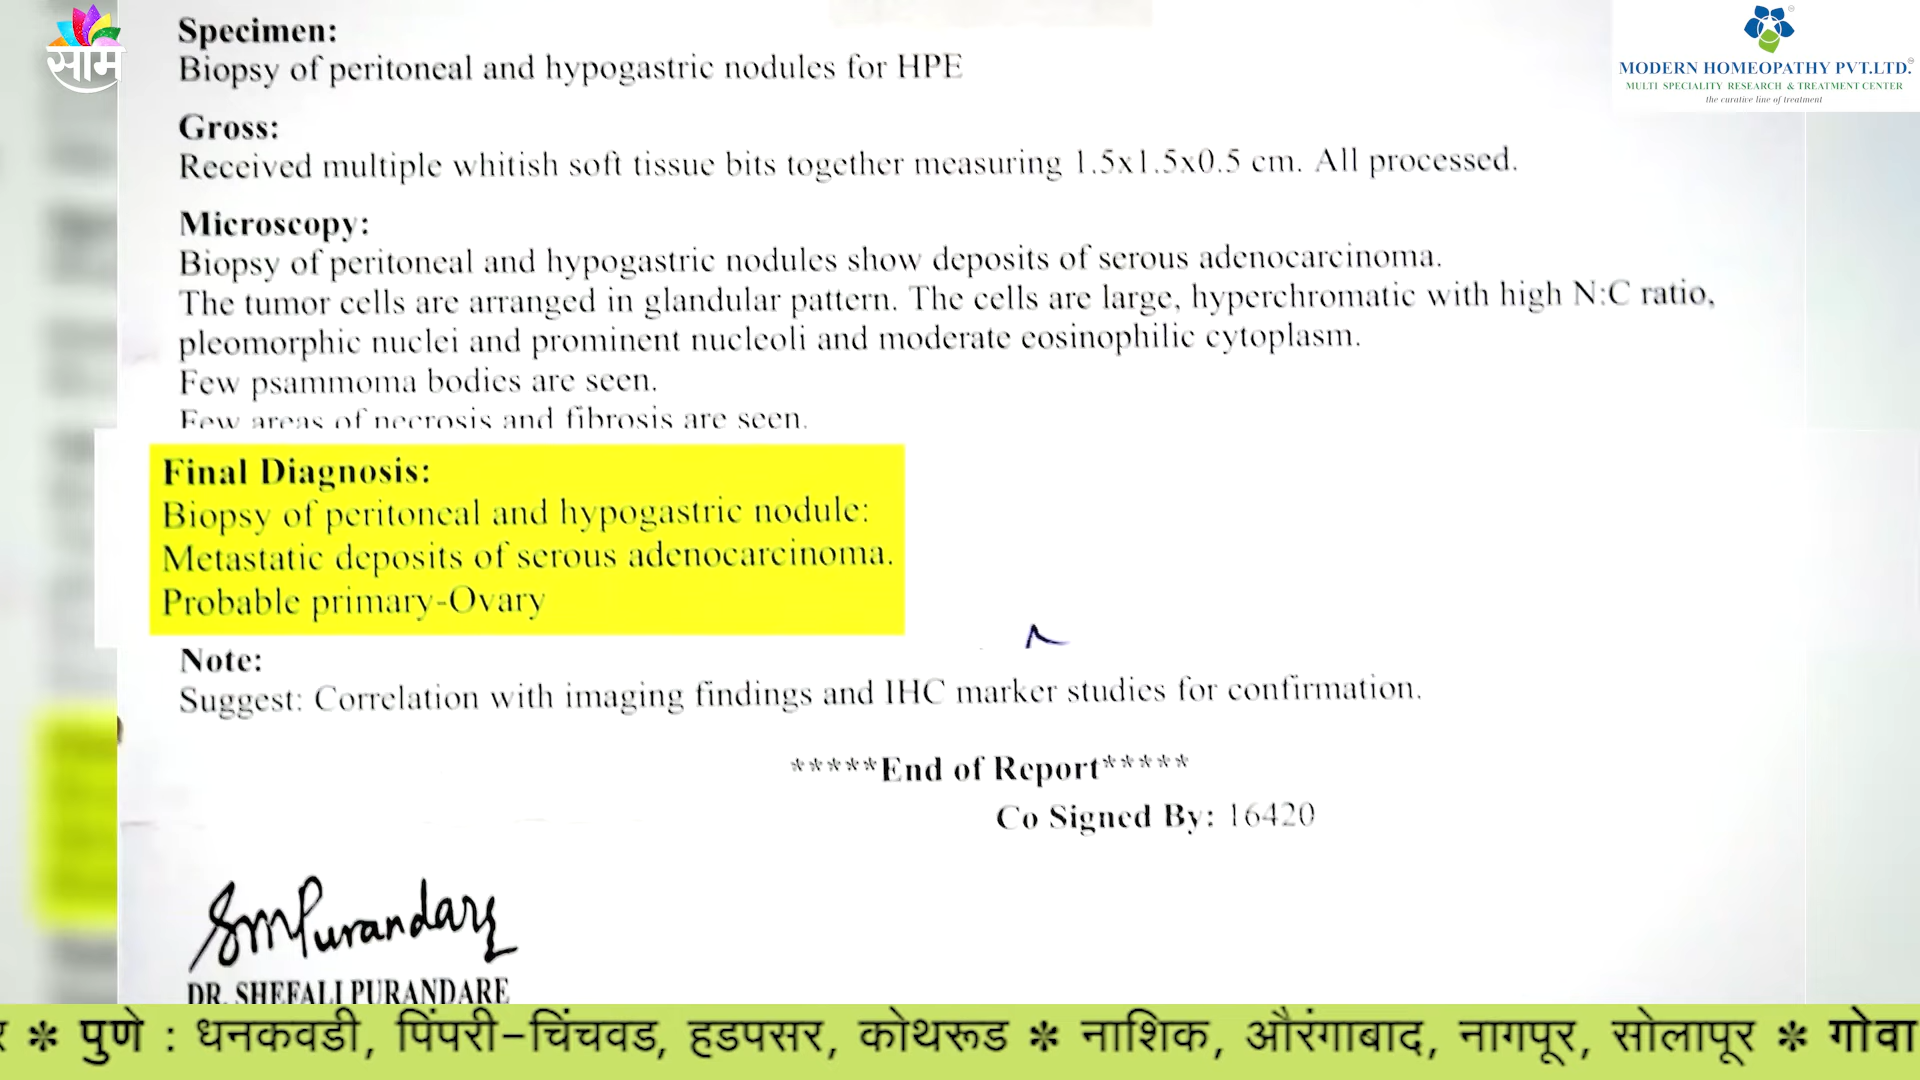 साम
MODERN HOMEOPATHY PVT.LTD.
MULTI SPECIALITY RESEARCH & TREATMENT CENTER
the curative line of treatment
Specimen:
Biopsy of peritoneal and hypogastric nodules for HPE
Gross:
Received multiple whitish soft tissue bits together measuring 1.5x1.5x0.5 cm. All processed.
Microscopy:
Biopsy of peritoneal and hypogastric nodules show deposits of serous adenocarcinoma.
The tumor cells are arranged in glandular pattern. The cells are large, hyperchromatic with high N:C ratio,
pleomorphic nuclei and prominent nucleoli and moderate eosinophilic cytoplasm.
Few psammoma bodies are seen.
Few areas of necrosis and fibrosis are seen.
Final Diagnosis:
Biopsy of peritoneal and hypogastric nodule:
Metastatic deposits of serous adenocarcinoma.
Probable primary-Ovary
Note:
Suggest: Correlation with imaging findings and IHC marker studies for confirmation.
*****End of Report*****
Co Signed By: 16420
SMPurandare
DR. SHEFALI PURANDARE
* पुणे : धनकवडी, पिंपरी-चिंचवड, हडपसर, कोथरूड * नाशिक, औरंगाबाद, नागपूर, सोलापूर * गोवा